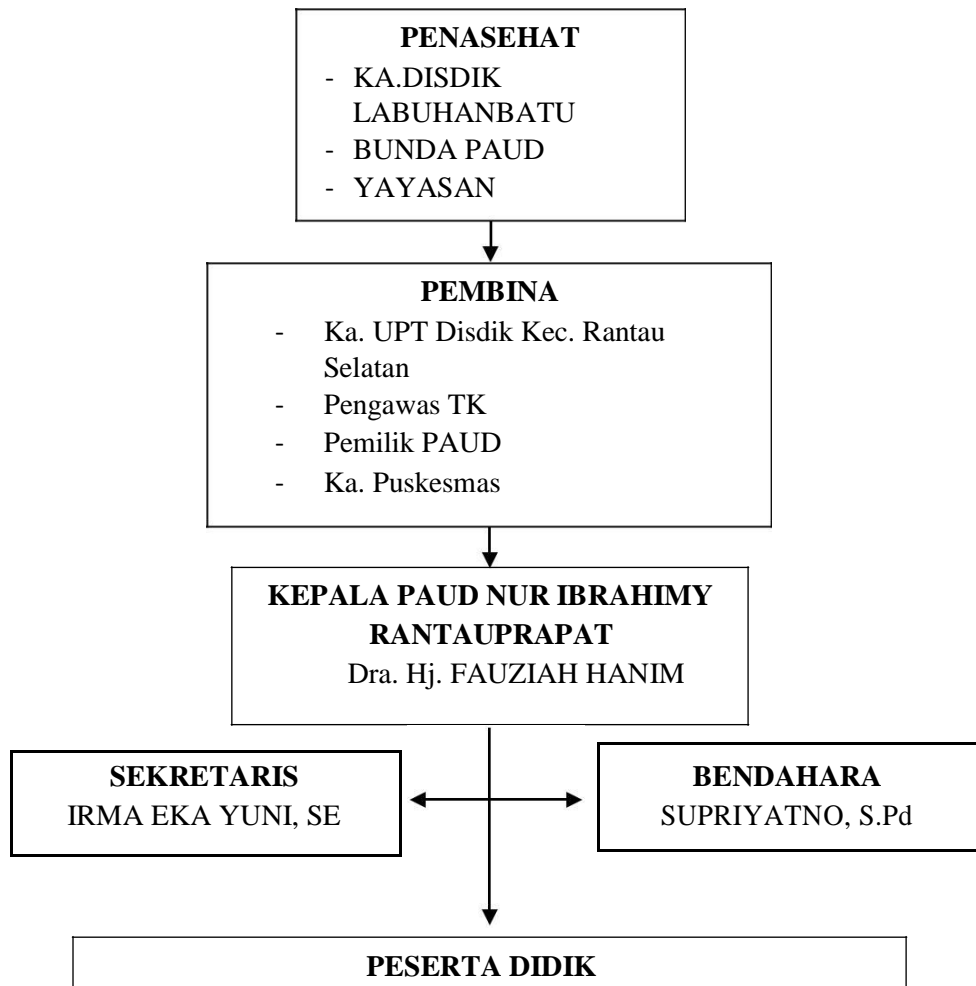 PENASEHAT
- KA.DISDIK
LABUHANBATU
- BUNDA PAUD
- YAYASAN
PEMBINA
- Ka. UPT Disdik Kec. Rantau
Selatan
- Pengawas TK
- Pemilik PAUD
- Ka. Puskesmas
KEPALA PAUD NUR IBRAHIMY
RANTAUPRAPAT
Dra. Hj. FAUZIAH HANIM
SEKRETARIS
IRMA EKA YUNI, SE
BENDAHARA
SUPRIYATNO, S.Pd
PESERTA DIDIK